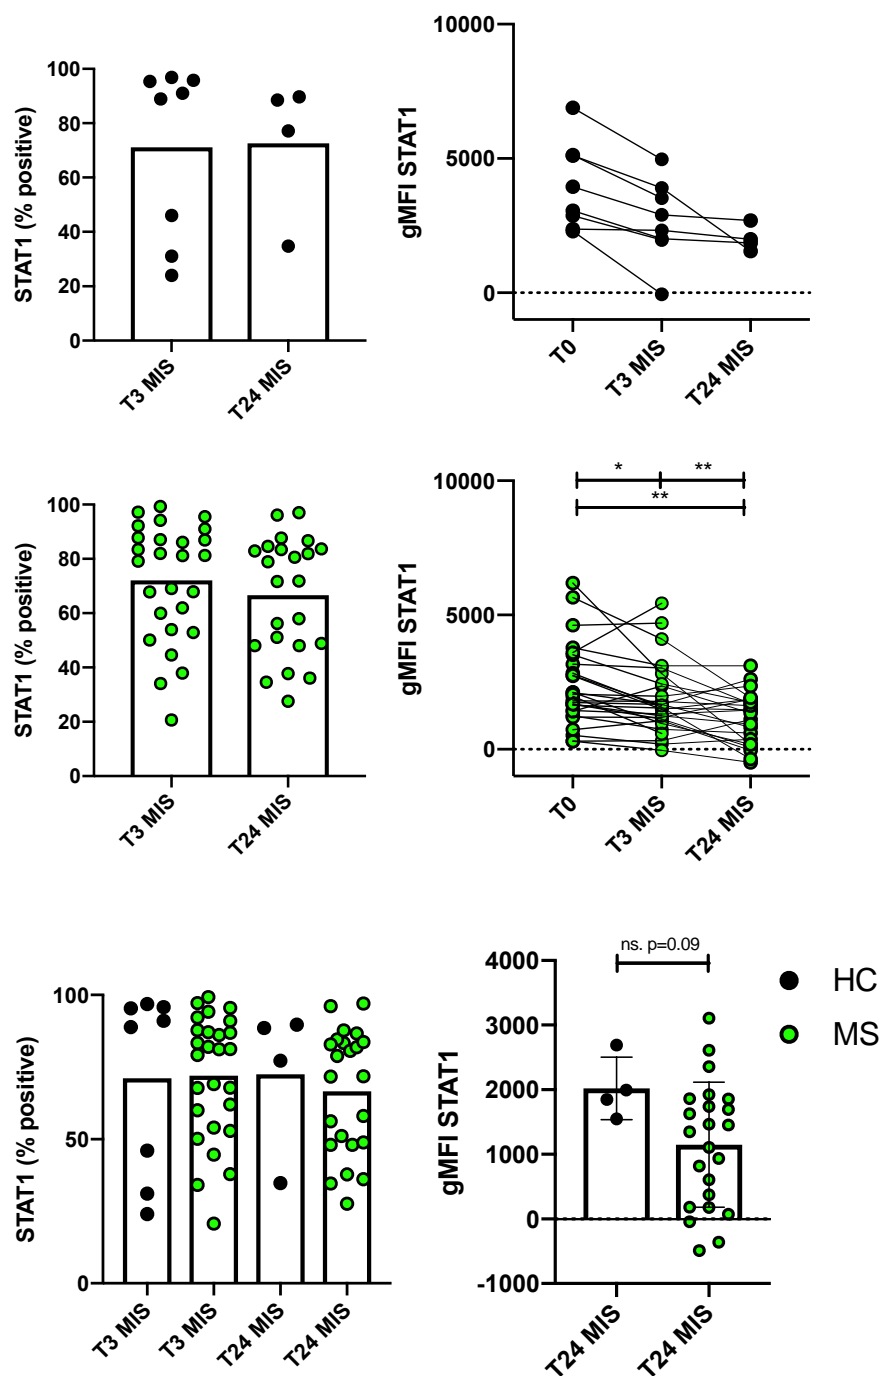 STAT1 (% positive)
100
80
60
40
20
0
T3 MIS
T24 MIS
gMFI STAT1
10000
5000
0
T0
T3 MIS
T24 MIS
STAT1 (% positive)
100
80
60
40
20
0
T3 MIS
T24 MIS
gMFI STAT1
10000
5000
0
* **
**
T0
T3 MIS
T24 MIS
STAT1 (% positive)
100
50
0
T3 MIS
T3 MIS
T24 MIS
T24 MIS
gMFI STAT1
4000
3000
2000
1000
0
-1000
ns. p=0.09
T24 MIS
T24 MIS
HC
MS